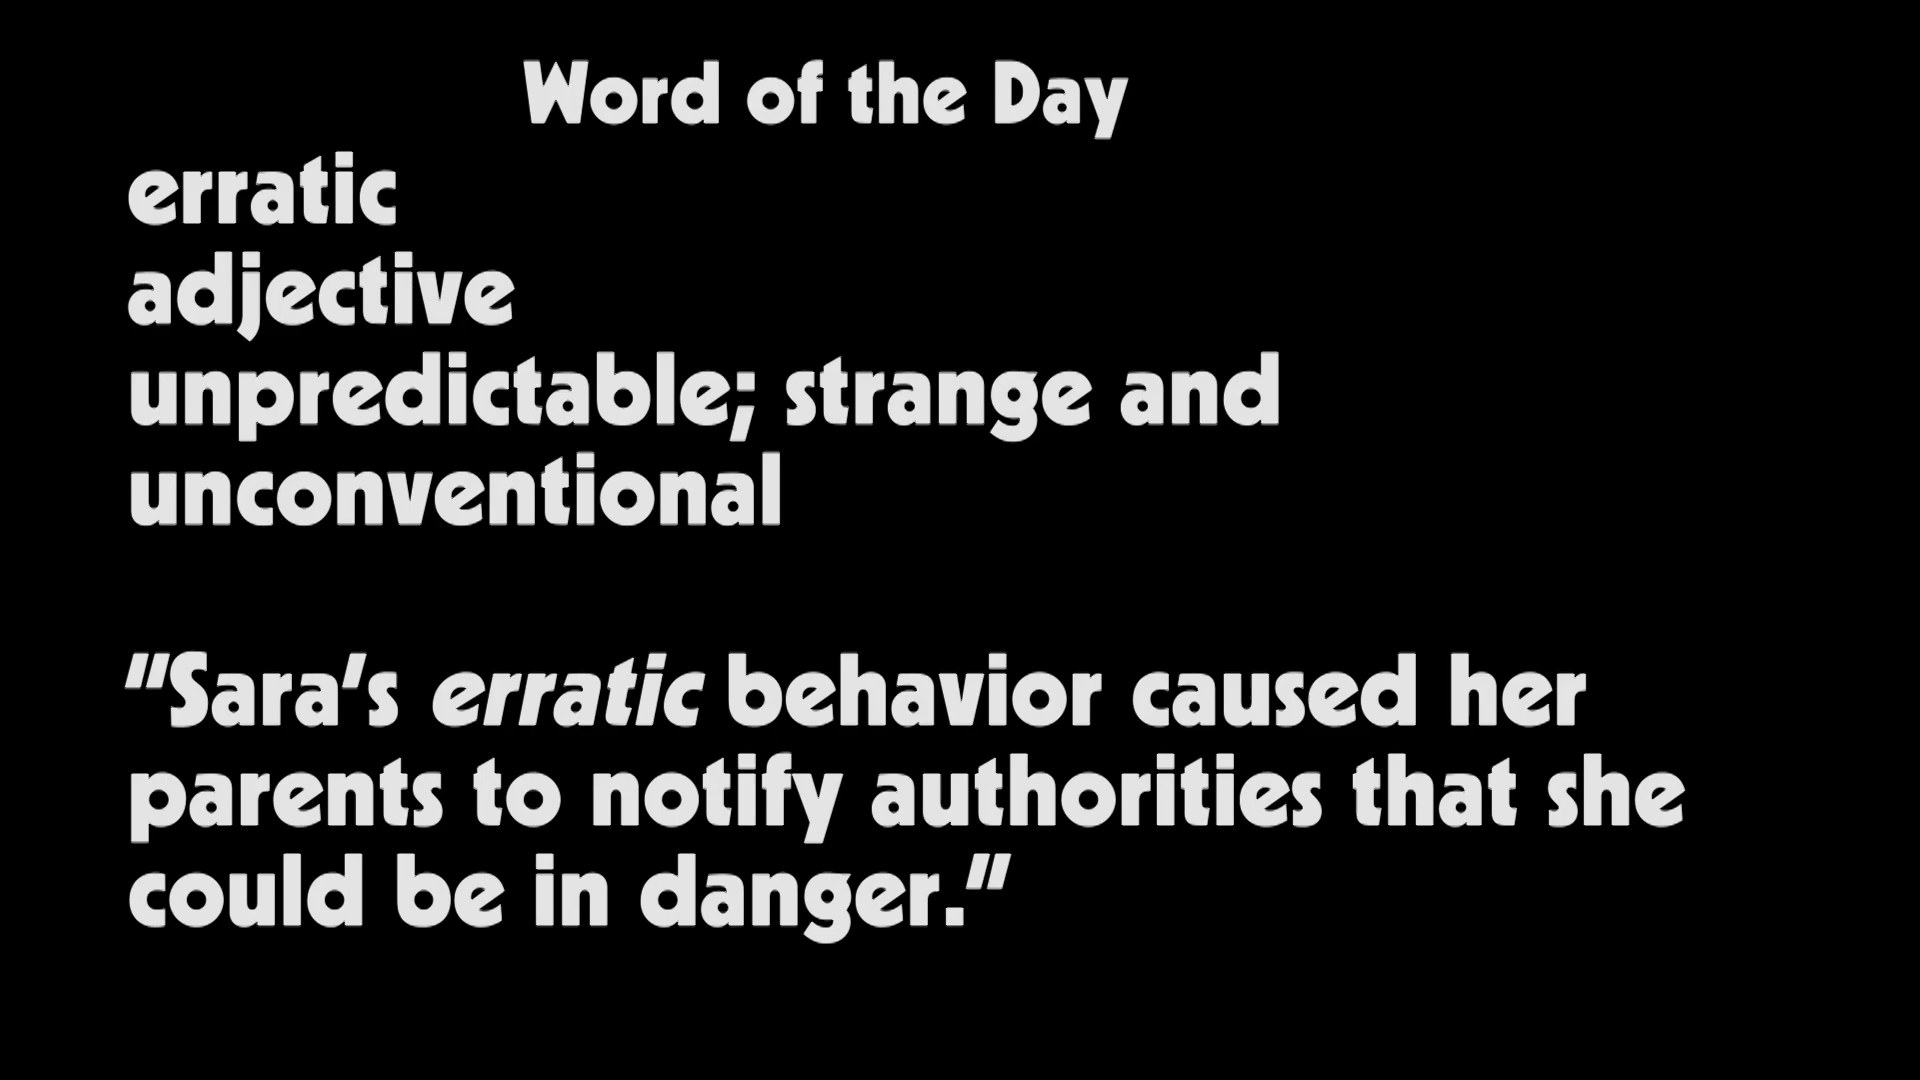 Word of the Day
erratic
adjective
unpredictable; strange and
unconventional
"Sara's erratic behavior caused her
parents to notify authorities that she
could be in danger."